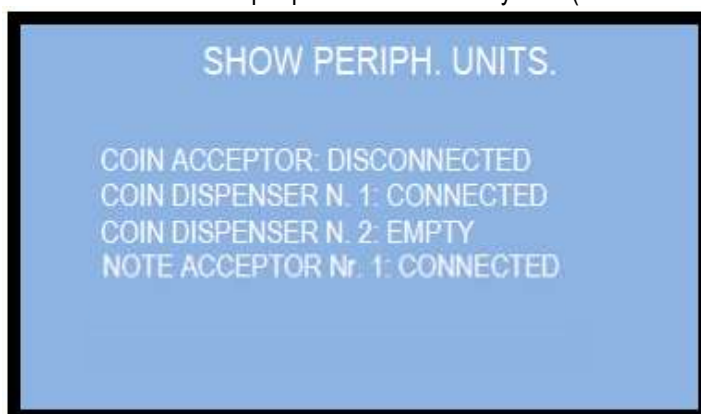 SHOW PERIPH. UNITS.
COIN ACCEPTOR: DISCONNECTED
COIN DISPENSER N. 1: CONNECTED
COIN DISPENSER N. 2: EMPTY
NOTE ACCEPTOR Nr. 1: CONNECTED